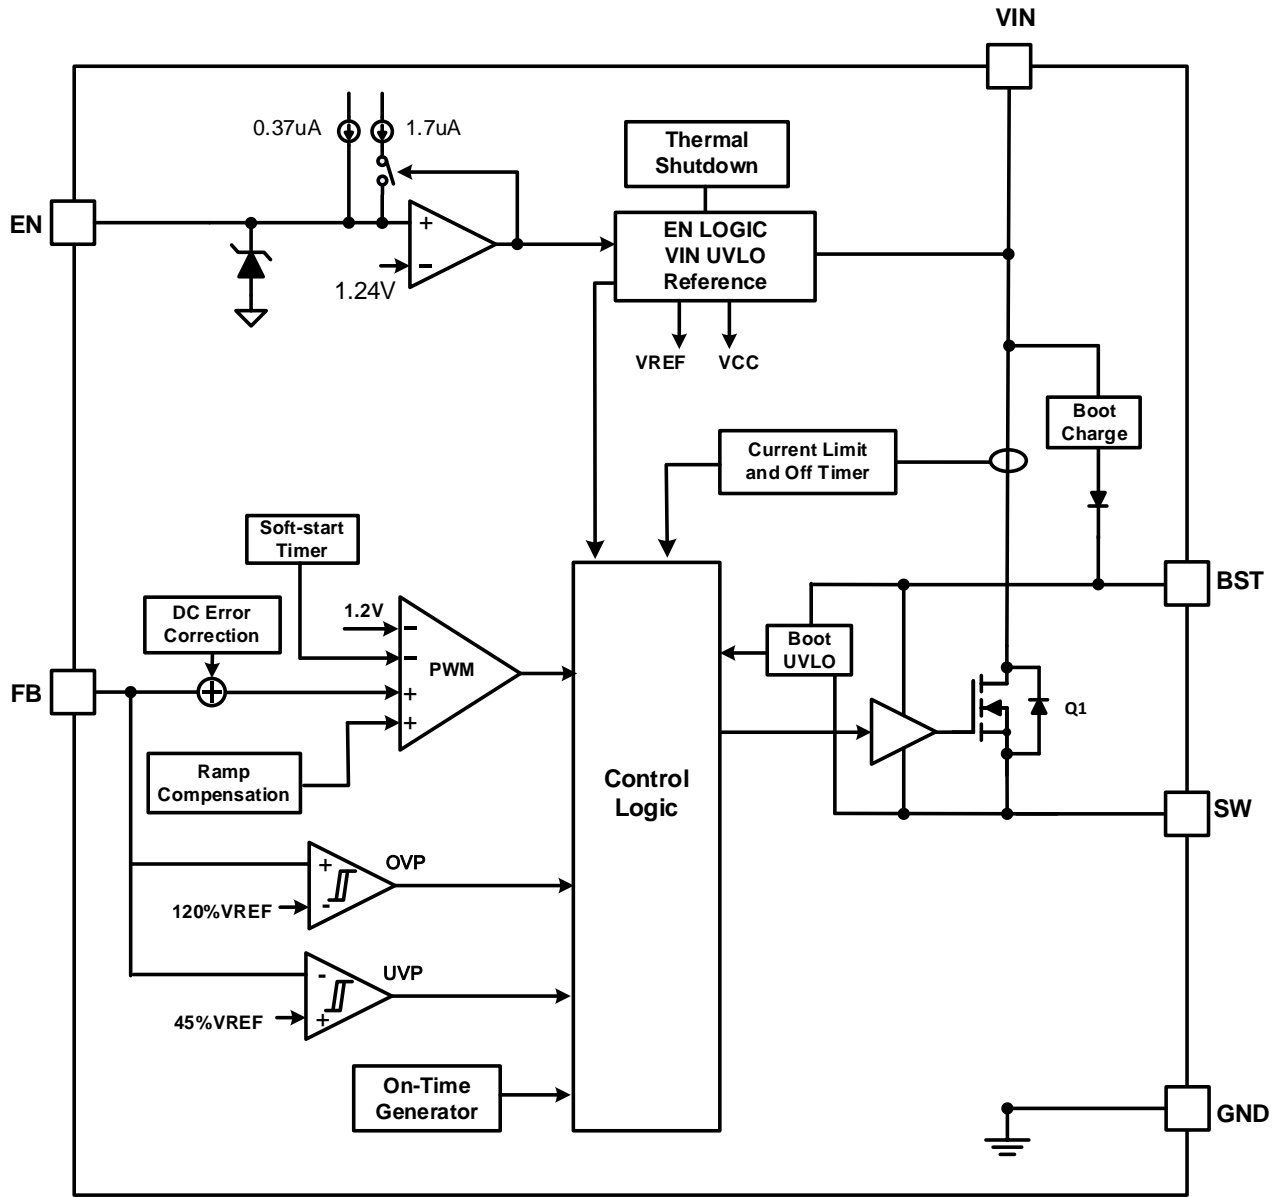 VIN
0.37uA
1.7uA
Thermal
Shutdown
EN
+
EN LOGIC
VIN UVLO
Reference
-
1.24V
VREF
VCC
Boot
Charge
Current Limit
and Off Timer
Soft-start
Timer
BST
DC Error
Correction
1.2V
-
-
PWM
Boot
UVLO
FB
+
+
Q1
Ramp
Compensation
Control
Logic
SW
OVP
+
120%VREF
-
UVP
-
45%VREF
+
On-Time
Generator
GND